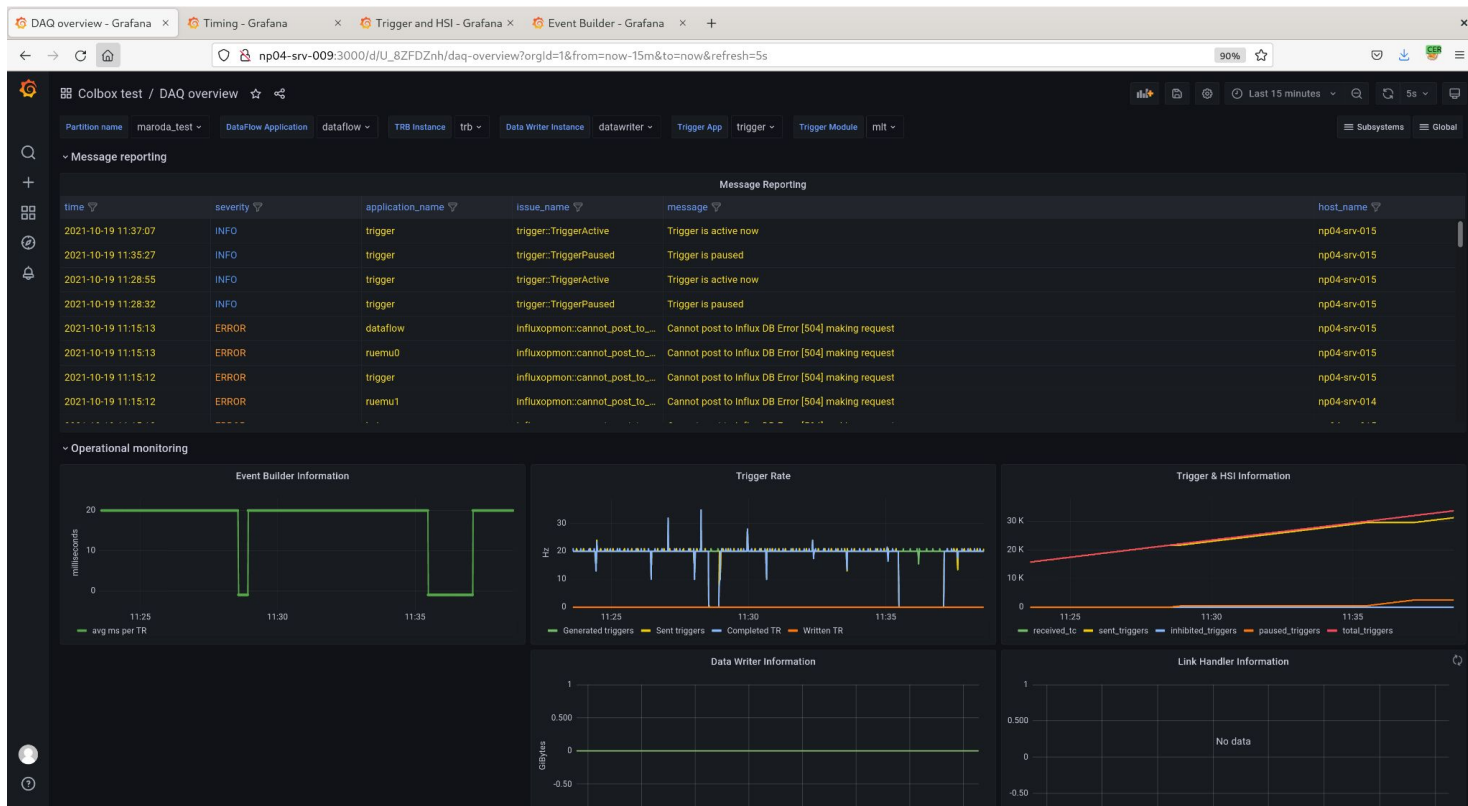 DAQ overview - Grafana × Timing - Grafana × Trigger and HSI - Grafana × Event Builder - Grafana × + ×
np04-srv-009:3000/d/U_8ZFDZnh/daq-overview?orgId=1&from=now-15m&to=now&refresh=5s 90% CER
Colbox test / DAQ overview Last 15 minutes 5s
Partition name maroda_test DataFlow Application dataflow TRB Instance trb Data Writer Instance datawriter Trigger App trigger Trigger Module mlt Subsystems Global
Message reporting
Message Reporting
time severity application_name issue_name message host_name
2021-10-19 11:37:07 INFO trigger trigger::TriggerActive Trigger is active now np04-srv-015
2021-10-19 11:35:27 INFO trigger trigger::TriggerPaused Trigger is paused np04-srv-015
2021-10-19 11:28:55 INFO trigger trigger::TriggerActive Trigger is active now np04-srv-015
2021-10-19 11:28:32 INFO trigger trigger::TriggerPaused Trigger is paused np04-srv-015
2021-10-19 11:15:13 ERROR dataflow influxopmon::cannot_post_to_... Cannot post to Influx DB Error [504] making request np04-srv-015
2021-10-19 11:15:13 ERROR ruemu0 influxopmon::cannot_post_to_... Cannot post to Influx DB Error [504] making request np04-srv-015
2021-10-19 11:15:12 ERROR trigger influxopmon::cannot_post_to_... Cannot post to Influx DB Error [504] making request np04-srv-015
2021-10-19 11:15:12 ERROR ruemu1 influxopmon::cannot_post_to_... Cannot post to Influx DB Error [504] making request np04-srv-014
Operational monitoring
Event Builder Information
20
10
0
milliseconds
11:25 11:30 11:35
avg ms per TR
Trigger Rate
30
20
10
0
Hz
11:25 11:30 11:35
Generated triggers Sent triggers Completed TR Written TR
Trigger & HSI Information
30 K
20 K
10 K
0
11:25 11:30 11:35
received_tc sent_triggers inhibited_triggers paused_triggers total_triggers
Data Writer Information
1
0.500
0
-0.50
GiBytes
Link Handler Information
1
0.500
0
-0.50
No data